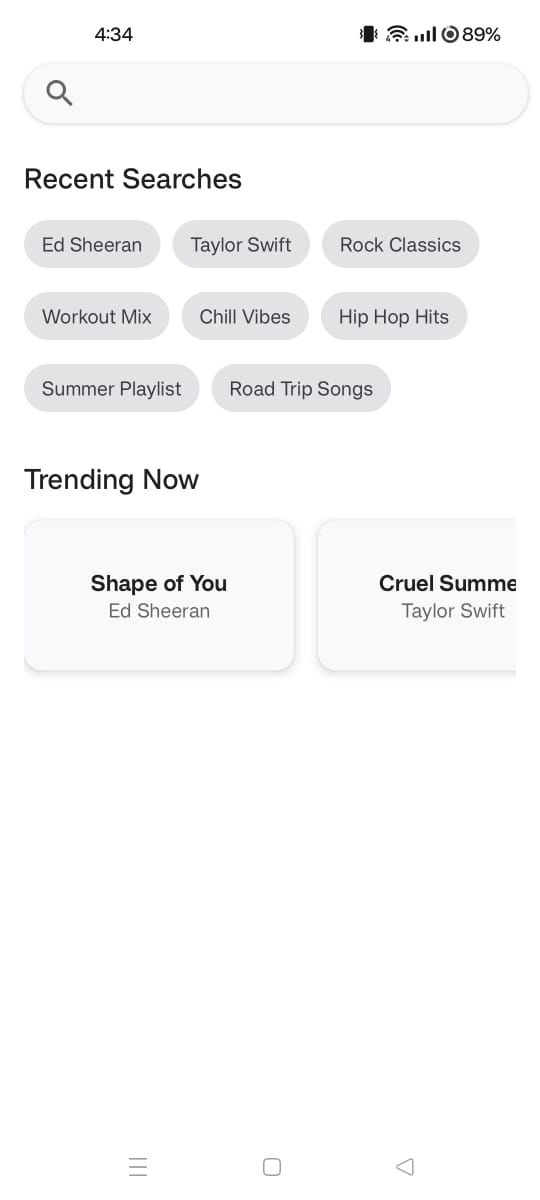 4:34 89%
Recent Searches
Ed Sheeran Taylor Swift Rock Classics
Workout Mix Chill Vibes Hip Hop Hits
Summer Playlist Road Trip Songs
Trending Now
Shape of You Cruel Summe
Ed Sheeran Taylor Swift